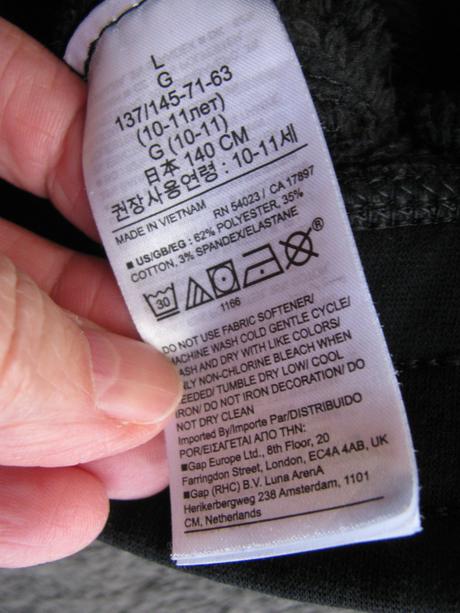 L
G
137/145-71-63
(10-11лет)
G (10-11)
日本 140 CM
권장 사용연령 : 10-11세
MADE IN VIETNAM RN 54023 / CA 17897
■ US/GB/EG : 62% POLYESTER, 35%
COTTON, 3% SPANDEX/ELASTANE
30
1166
DO NOT USE FABRIC SOFTENER/
MACHINE WASH COLD GENTLE CYCLE/
WASH AND DRY WITH LIKE COLORS/
ONLY NON-CHLORINE BLEACH WHEN
NEEDED/ TUMBLE DRY LOW/ COOL
IRON/ DO NOT IRON DECORATION/ DO
NOT DRY CLEAN
Imported By/Importe Par/DISTRIBUIDO
POR/ΕΙΣΑΓΕΤΑΙ ΑΠΟ ΤΗΝ:
■Gap Europe Ltd., 8th Floor, 20
Farringdon Street, London, EC4A 4AB, UK
■Gap (RHC) B.V. Luna ArenA
Herikerbergweg 238 Amsterdam, 1101
CM, Netherlands